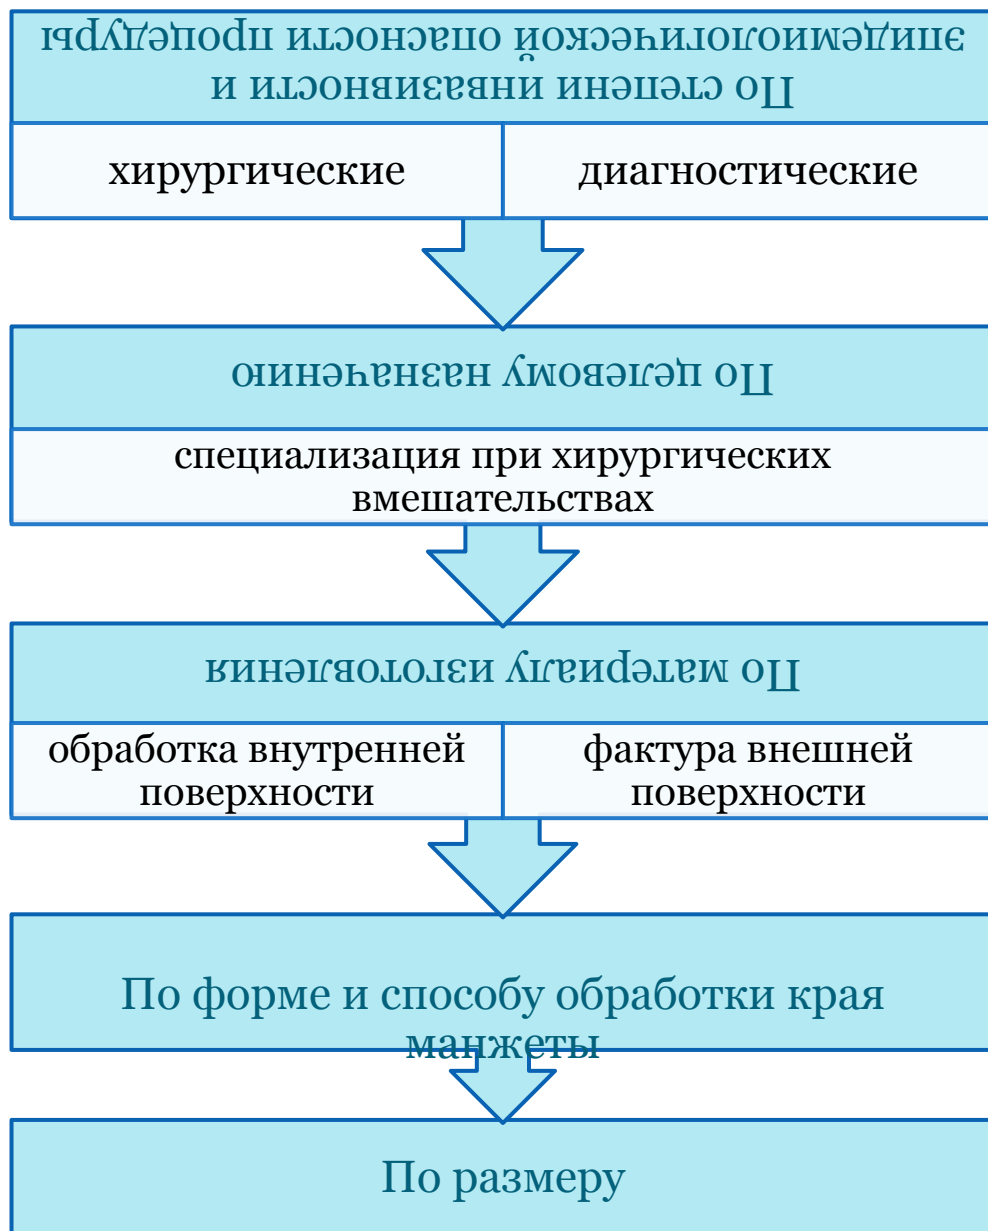 По степени инвазивности и
эпидемиологической опасности процедуры
хирургические
диагностические
По целевому назначению
специализация при хирургических
вмешательствах
По материалу изготовления
обработка внутренней
поверхности
фактура внешней
поверхности
По форме и способу обработки края
манжеты
По размеру